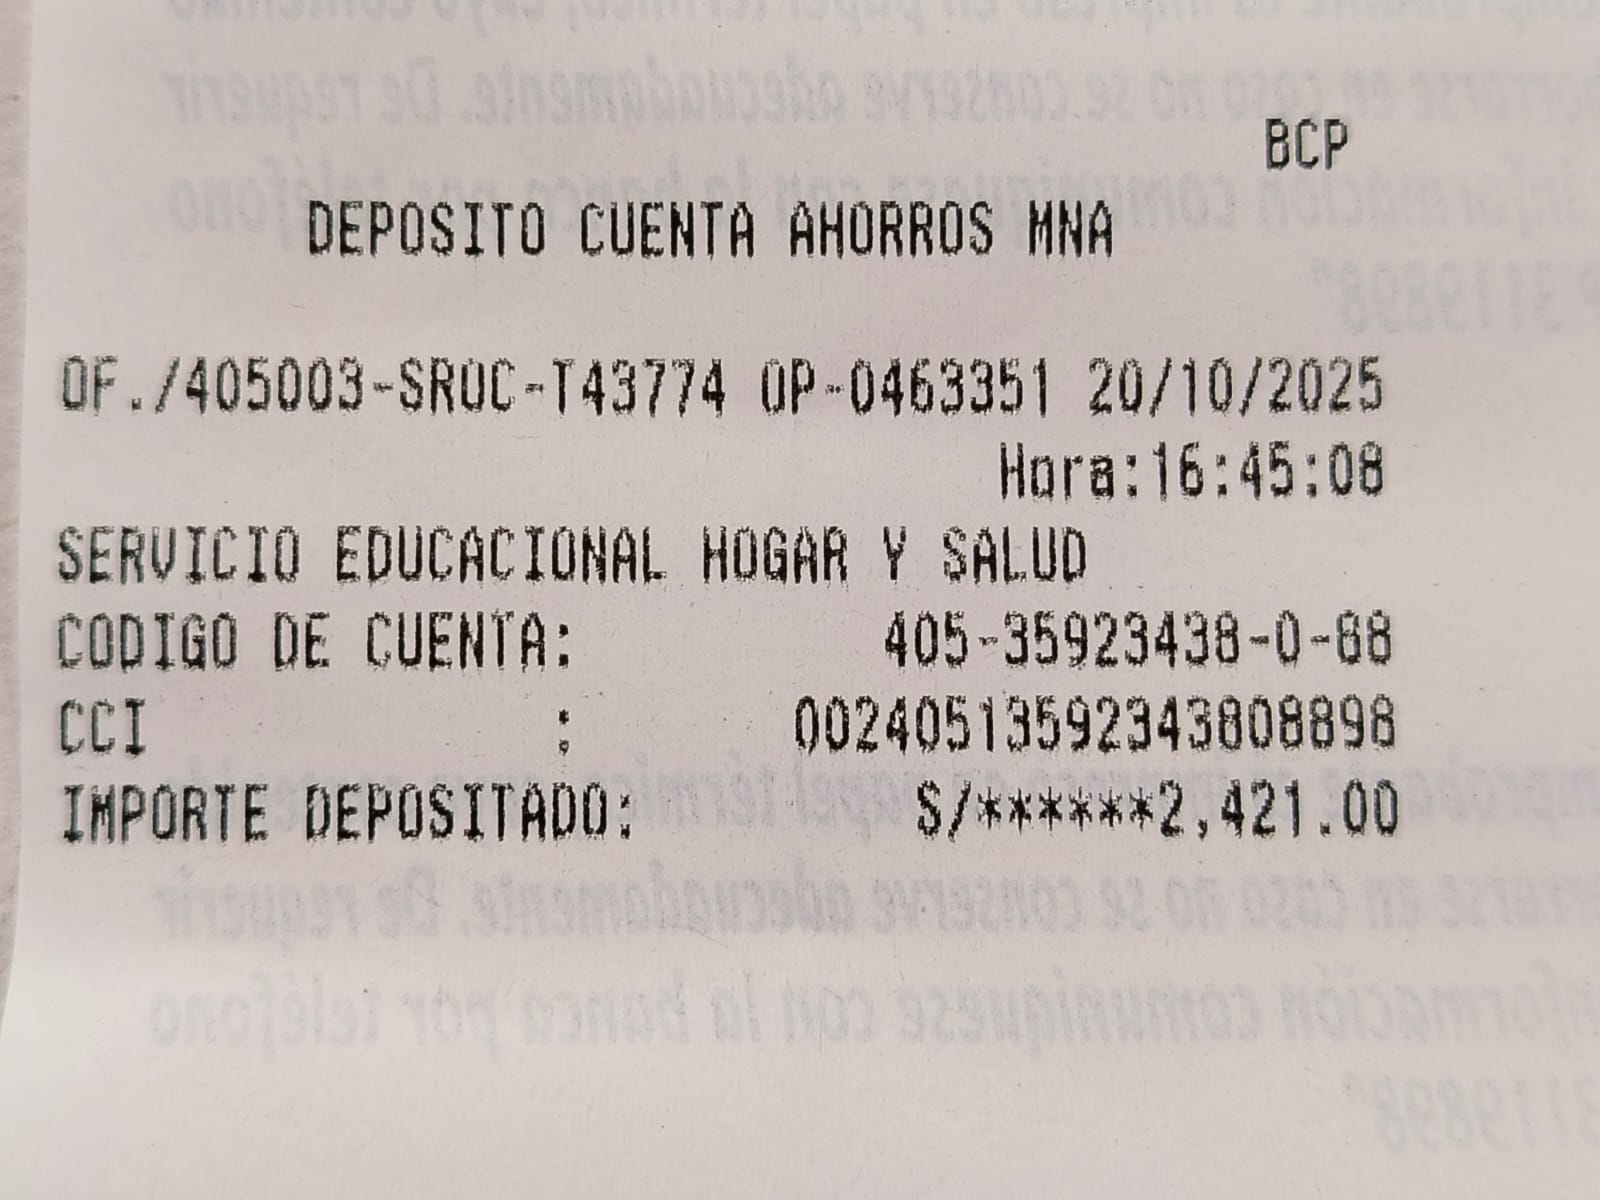 BCP
DEPOSITO CUENTA AHORROS MNA
OF./405003-SROC-T43774 OP-0463351 20/10/2025
Hora:16:45:08
SERVICIO EDUCACIONAL HOGAR Y SALUD
CODIGO DE CUENTA: 405-35923438-0-88
CCI : 00240513592343808898
IMPORTE DEPOSITADO: S/******2,421.00